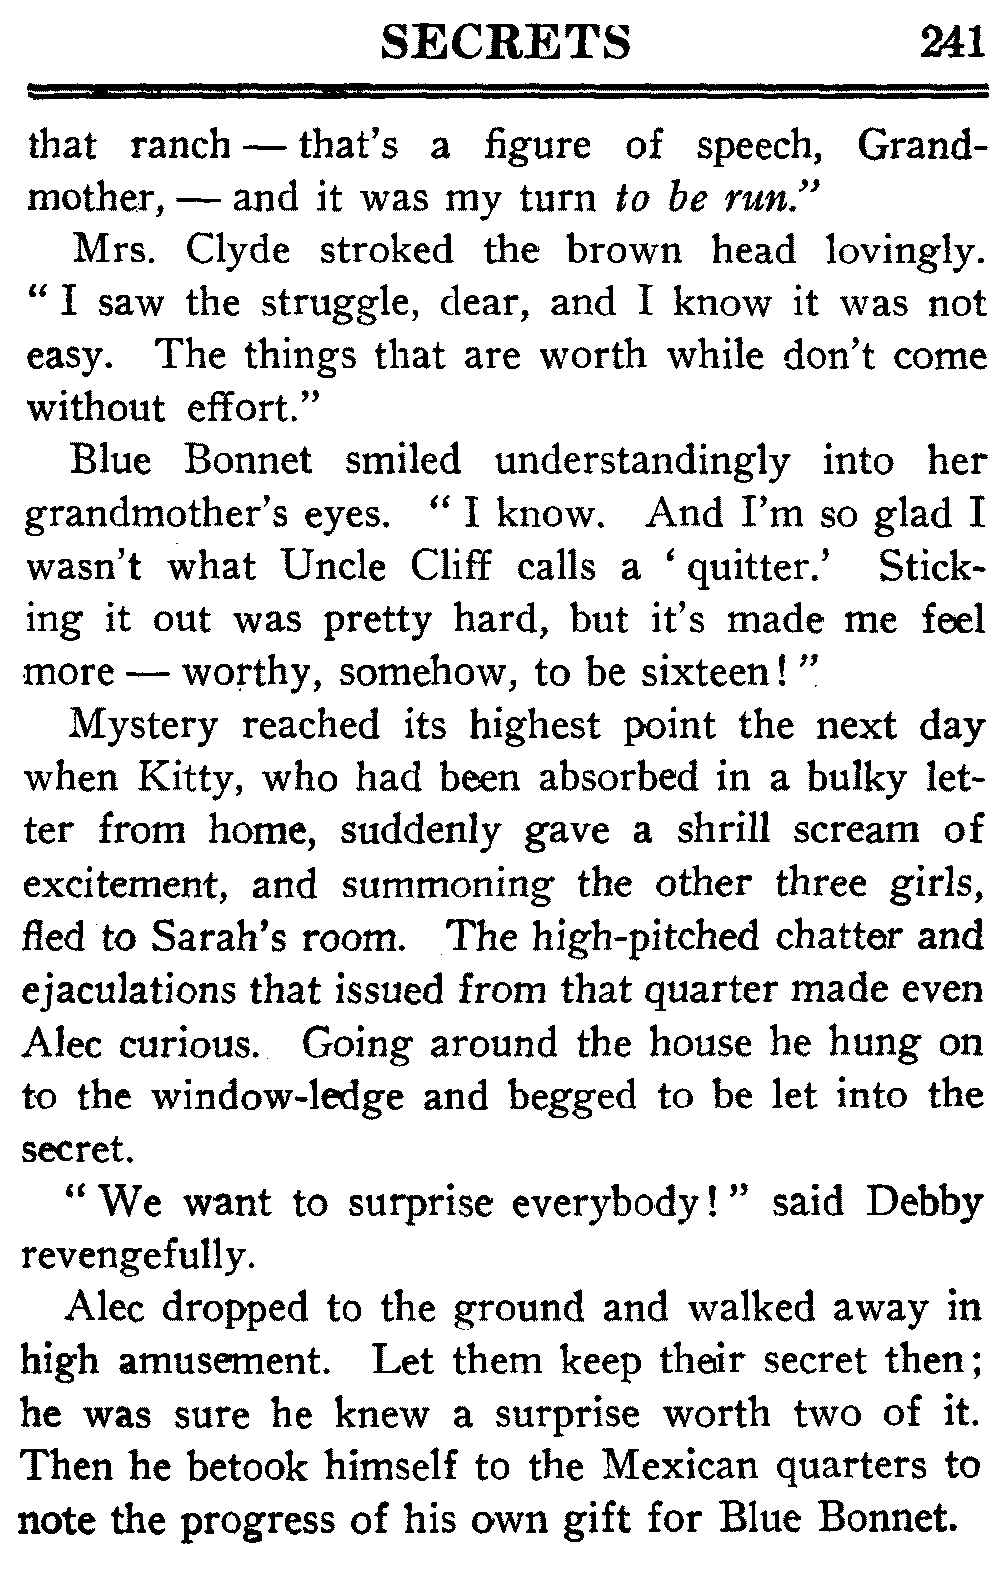 SECRETS 241
that ranch — that's a figure of speech, Grand-
mother, — and it was my turn to be run."
Mrs. Clyde stroked the brown head lovingly.
" I saw the struggle, dear, and I know it was not
easy. The things that are worth while don't come
without effort."
Blue Bonnet smiled understandingly into her
grandmother's eyes. " I know. And I'm so glad I
wasn't what Uncle Cliff calls a ' quitter.' Stick-
ing it out was pretty hard, but it's made me feel
more — worthy, somehow, to be sixteen! "
Mystery reached its highest point the next day
when Kitty, who had been absorbed in a bulky let-
ter from home, suddenly gave a shrill scream of
excitement, and summoning the other three girls,
fled to Sarah's room. The high-pitched chatter and
ejaculations that issued from that quarter made even
Alec curious. Going around the house he hung on
to the window-ledge and begged to be let into the
secret.
" We want to surprise everybody! " said Debby
revengefully.
Alec dropped to the ground and walked away in
high amusement. Let them keep their secret then;
he was sure he knew a surprise worth two of it.
Then he betook himself to the Mexican quarters to
note the progress of his own gift for Blue Bonnet.